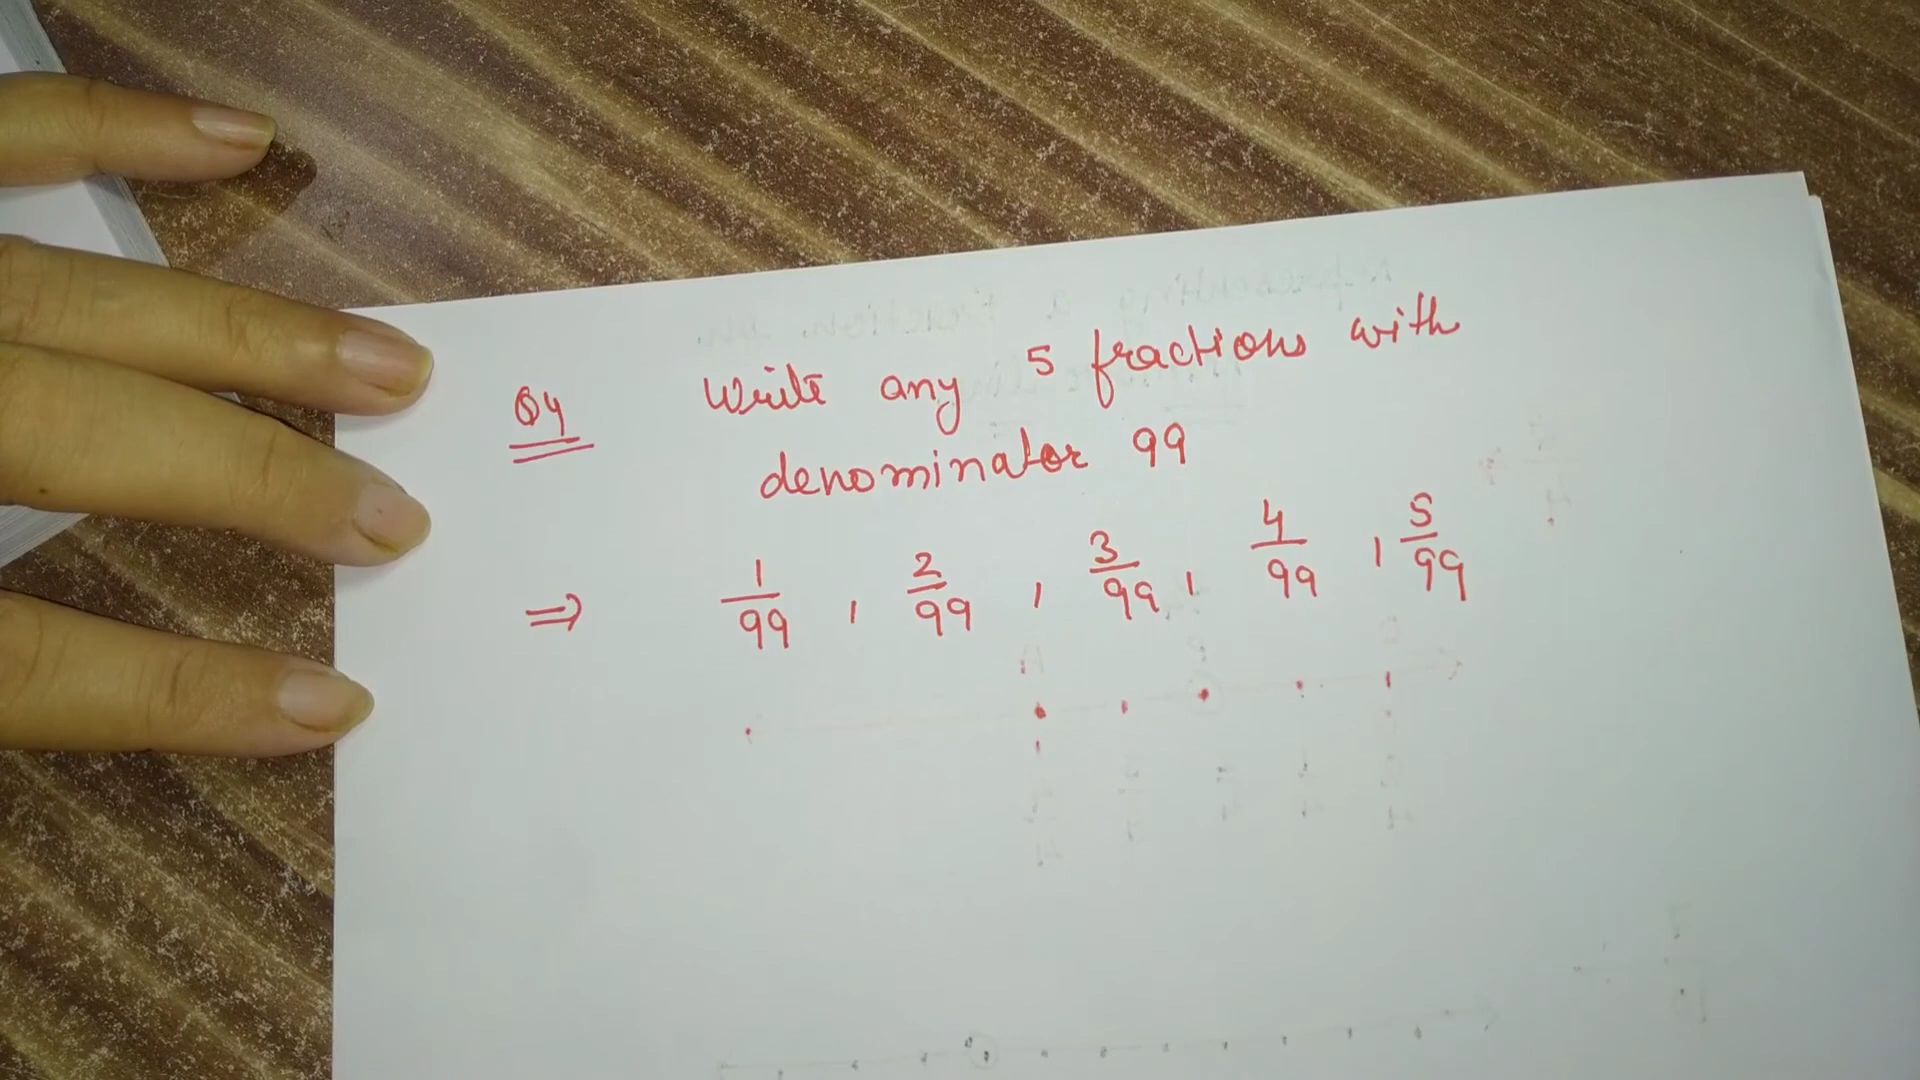 Q4 Write any 5 fractions with
denominator 99
⇒ 1/99 , 2/99 , 3/99 , 4/99 , 5/99